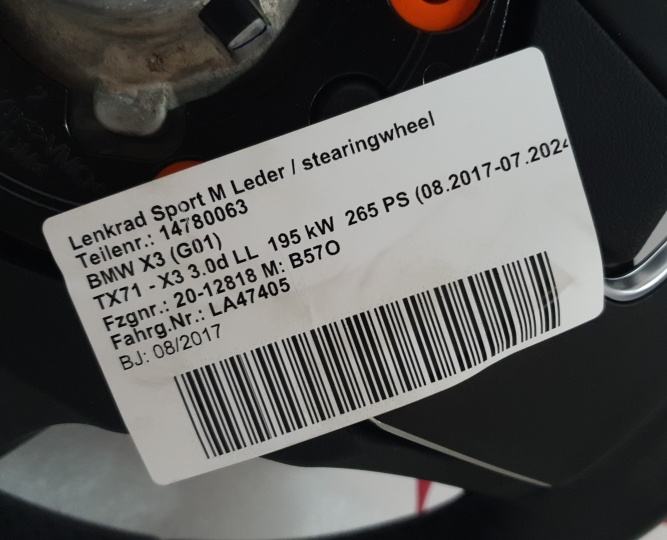 Lenkrad Sport M Leder / stearingwheel
Teilenr.: 14780063
BMW X3 (G01)
TX71 - X3 3.0d LL 195 kW 265 PS (08.2017-07.2024
Fzgnr.: 20-12818 M: B57O
Fahrg.Nr.: LA47405
BJ: 08/2017